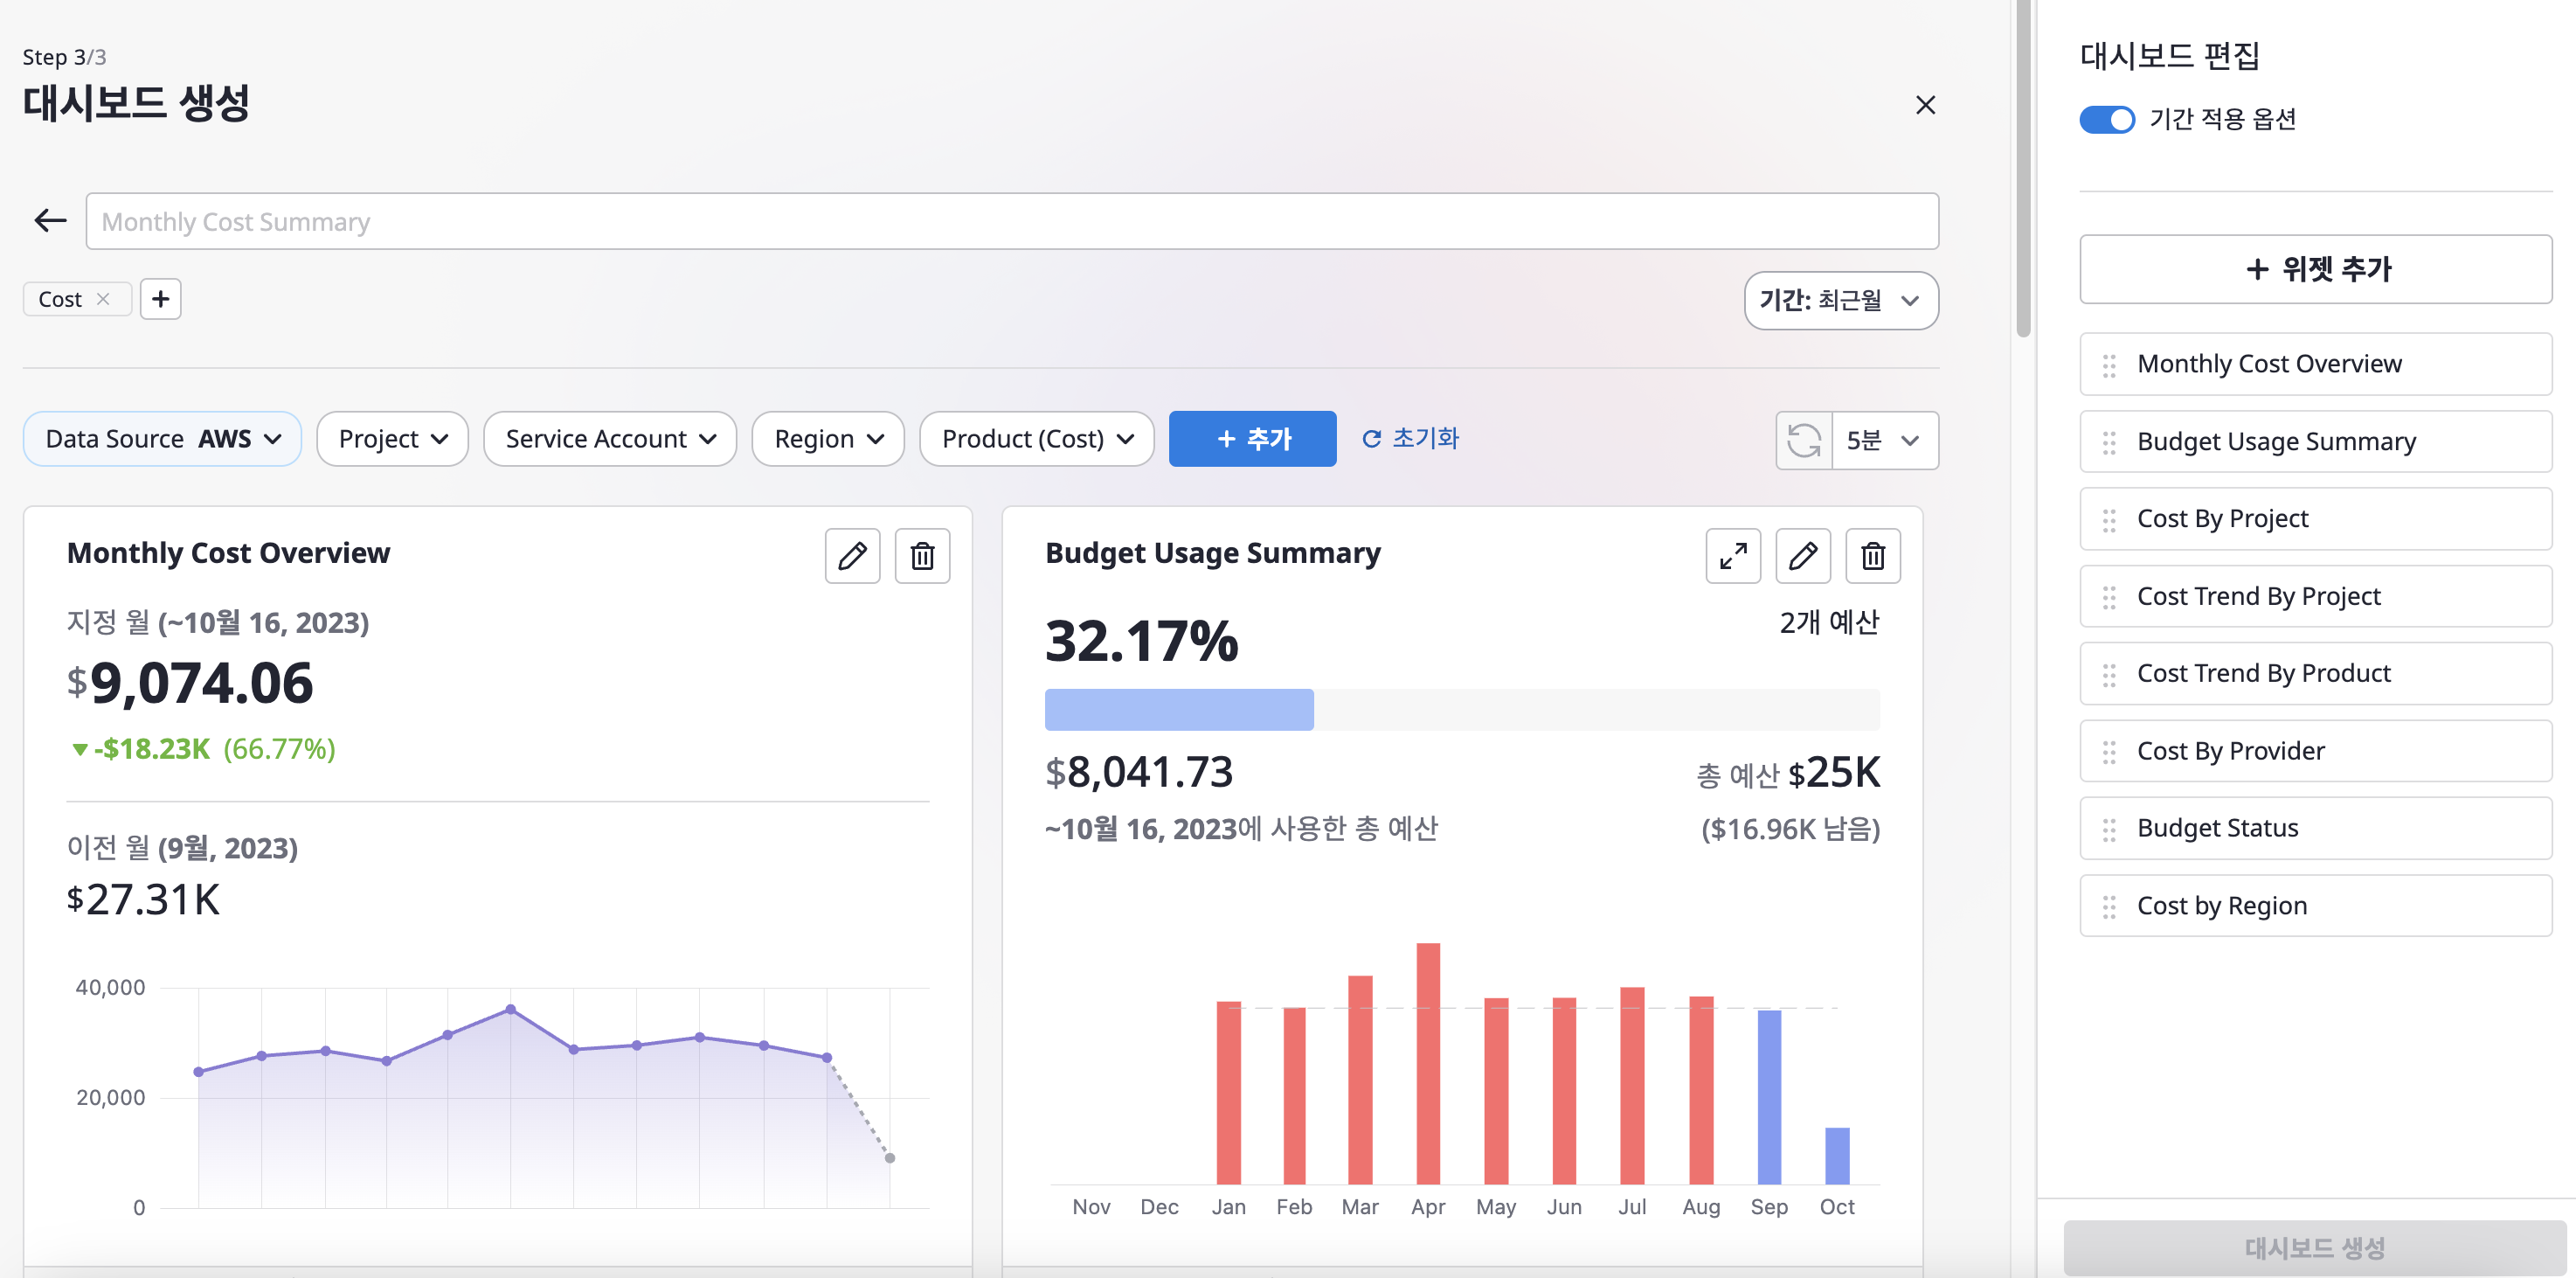 Step 3/3
대시보드 생성
Monthly Cost Summary
Cost
기간: 최근월
Data Source AWS
Project
Service Account
Region
Product (Cost)
+ 추가
초기화
5분
Monthly Cost Overview
지정 월 (~10월 16, 2023)
$9,074.06
-$18.23K (66.77%)
이전 월 (9월, 2023)
$27.31K
40,000
20,000
0
Budget Usage Summary
32.17%
2개 예산
$8,041.73
총 예산 $25K
~10월 16, 2023에 사용한 총 예산
($16.96K 남음)
Nov Dec Jan Feb Mar Apr May Jun Jul Aug Sep Oct
대시보드 편집
기간 적용 옵션
+ 위젯 추가
Monthly Cost Overview
Budget Usage Summary
Cost By Project
Cost Trend By Project
Cost Trend By Product
Cost By Provider
Budget Status
Cost by Region
대시보드 생성